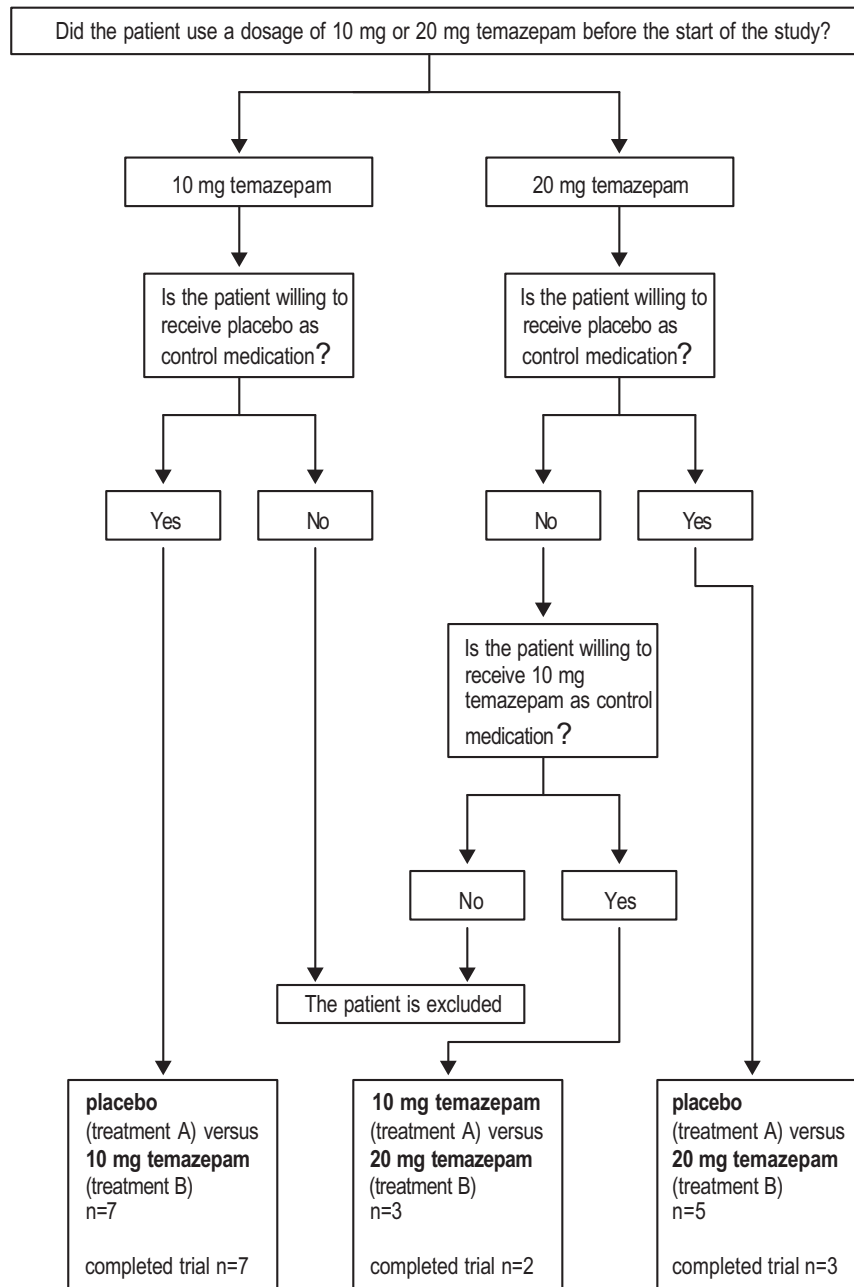 Did the patient use a dosage of 10 mg or 20 mg temazepam before the start of the study?
10 mg temazepam
20 mg temazepam
Is the patient willing to
receive placebo as
control medication?
Is the patient willing to
receive placebo as
control medication?
Yes
No
No
Yes
Is the patient willing to
receive 10 mg
temazepam as control
medication?
No
Yes
The patient is excluded
placebo
(treatment A) versus
10 mg temazepam
(treatment B)
n=7
completed trial n=7
10 mg temazepam
(treatment A) versus
20 mg temazepam
(treatment B)
n=3
completed trial n=2
placebo
(treatment A) versus
20 mg temazepam
(treatment B)
n=5
completed trial n=3